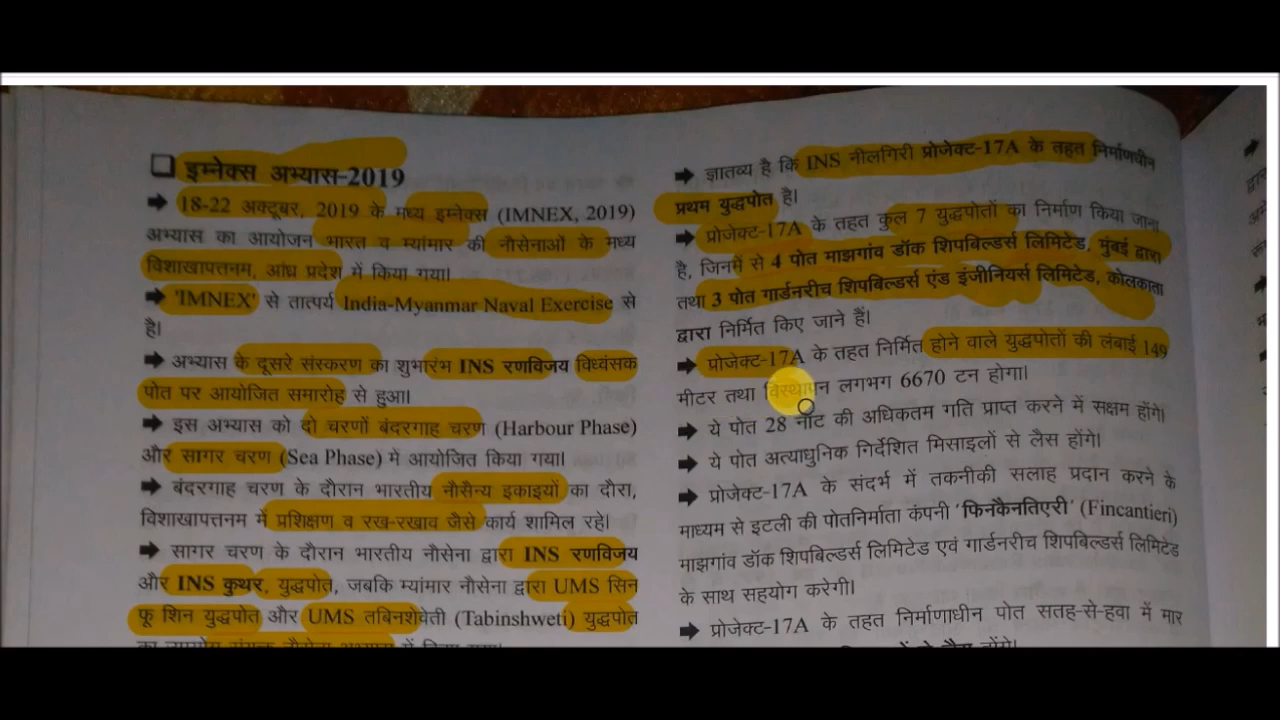 ❑ इम्नेक्स अभ्यास-2019
➡ 18-22 अक्टूबर, 2019 के मध्य इम्नेक्स (IMNEX, 2019)
अभ्यास का आयोजन भारत व म्यांमार की नौसेनाओं के मध्य
विशाखापत्तनम, आंध्र प्रदेश में किया गया।
➡ 'IMNEX' से तात्पर्य India-Myanmar Naval Exercise से
है।
➡ अभ्यास के दूसरे संस्करण का शुभारंभ INS रणविजय विध्वंसक
पोत पर आयोजित समारोह से हुआ।
➡ इस अभ्यास को दो चरणों बंदरगाह चरण (Harbour Phase)
और सागर चरण (Sea Phase) में आयोजित किया गया।
➡ बंदरगाह चरण के दौरान भारतीय नौसैन्य इकाइयों का दौरा,
विशाखापत्तनम में प्रशिक्षण व रख-रखाव जैसे कार्य शामिल रहे।
➡ सागर चरण के दौरान भारतीय नौसेना द्वारा INS रणविजय
और INS कुथर, युद्धपोत, जबकि म्यांमार नौसेना द्वारा UMS सिन
फू शिन युद्धपोत और UMS तबिनशेवेती (Tabinshweti) युद्धपोत
का उपयोग संयुक्त नौसेना अभ्यास में किया गया।
➡ ज्ञातव्य है कि INS नीलगिरी प्रोजेक्ट-17A के तहत निर्माणधीन
प्रथम युद्धपोत है।
➡ प्रोजेक्ट-17A के तहत कुल 7 युद्धपोतों का निर्माण किया जाना
है, जिनमें से 4 पोत माझगांव डॉक शिपबिल्डर्स लिमिटेड, मुंबई द्वारा
तथा 3 पोत गार्डनरीच शिपबिल्डर्स एंड इंजीनियर्स लिमिटेड, कोलकाता
द्वारा निर्मित किए जाने हैं।
➡ प्रोजेक्ट-17A के तहत निर्मित होने वाले युद्धपोतों की लंबाई 149
मीटर तथा विस्थापन लगभग 6670 टन होगा।
➡ ये पोत 28 नॉट की अधिकतम गति प्राप्त करने में सक्षम होंगे।
➡ ये पोत अत्याधुनिक निर्देशित मिसाइलों से लैस होंगे।
➡ प्रोजेक्ट-17A के संदर्भ में तकनीकी सलाह प्रदान करने के
माध्यम से इटली की पोतनिर्माता कंपनी 'फिनकैनतिएरी' (Fincantieri)
माझगांव डॉक शिपबिल्डर्स लिमिटेड एवं गार्डनरीच शिपबिल्डर्स लिमिटेड
के साथ सहयोग करेगी।
➡ प्रोजेक्ट-17A के तहत निर्माणाधीन पोत सतह-से-हवा में मार